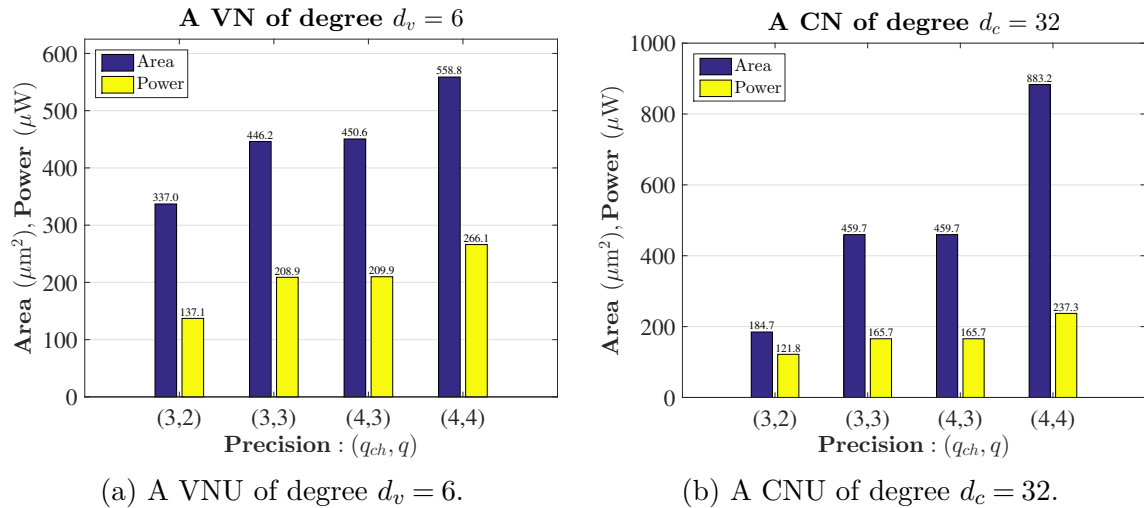 A VN of degree d_v = 6
Area (μm²), Power (μW)
600
500
400
300
200
100
0
Area
Power
337.0
137.1
446.2
208.9
450.6
209.9
558.8
266.1
(3,2) (3,3) (4,3) (4,4)
Precision : (q_ch, q)
(a) A VNU of degree d_v = 6.
A CN of degree d_c = 32
Area (μm²), Power (μW)
1000
800
600
400
200
0
Area
Power
184.7
121.8
459.7
165.7
459.7
165.7
883.2
237.3
(3,2) (3,3) (4,3) (4,4)
Precision : (q_ch, q)
(b) A CNU of degree d_c = 32.